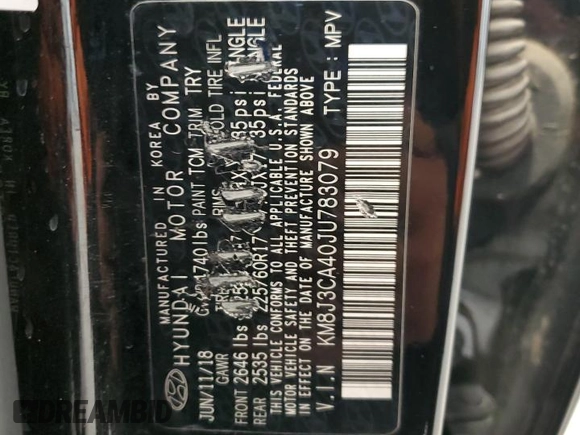 MANUFACTURED IN KOREA BY
HYUNDAI MOTOR COMPANY
JUN/11/18 PAINT TCM TRIM TRY
GAWR TIRE INFL
FRONT 2646 lbs 35psi
REAR 2535 lbs 225/60R17 35psi
THIS VEHICLE CONFORMS TO ALL APPLICABLE U.S.A. FEDERAL
MOTOR VEHICLE SAFETY AND THEFT PREVENTION STANDARDS
IN EFFECT ON THE DATE OF MANUFACTURE SHOWN ABOVE
V.I.N KM8J3CA40JU783079 TYPE : MPV
DREAMBID